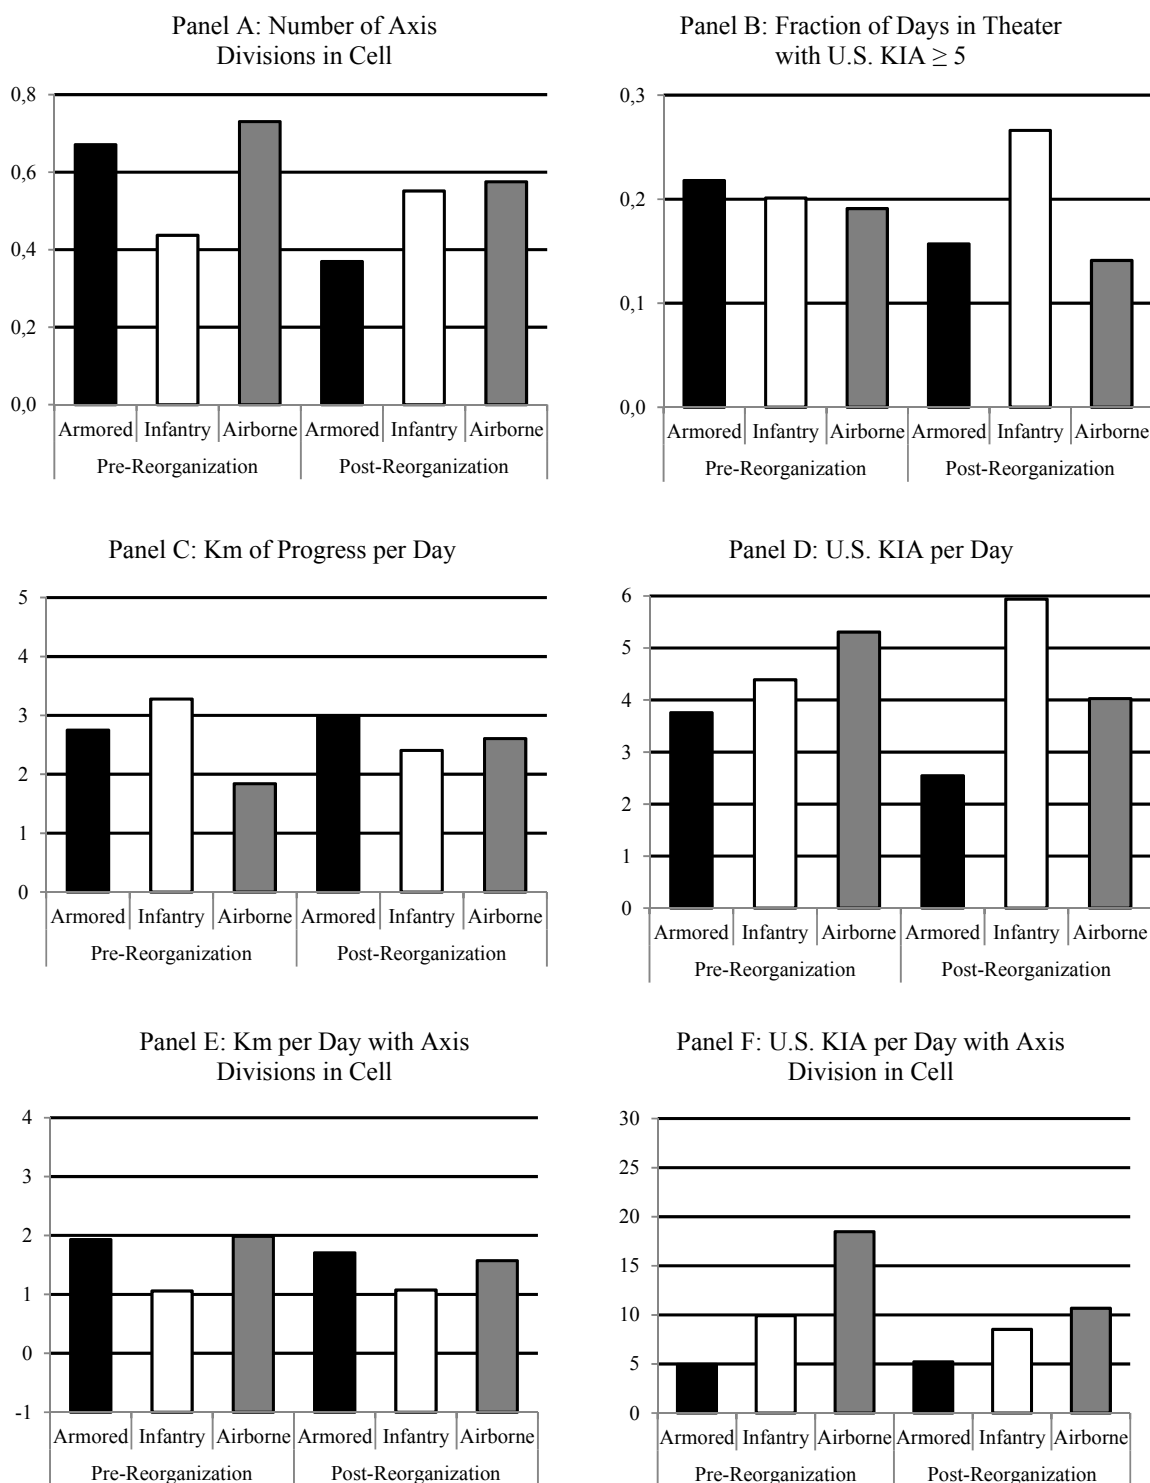 Panel A: Number of Axis
Divisions in Cell
0,8
0,6
0,4
0,2
0,0
Armored Infantry Airborne Armored Infantry Airborne
Pre-Reorganization Post-Reorganization
Panel B: Fraction of Days in Theater
with U.S. KIA ≥ 5
0,3
0,2
0,1
0,0
Armored Infantry Airborne Armored Infantry Airborne
Pre-Reorganization Post-Reorganization
Panel C: Km of Progress per Day
5
4
3
2
1
0
Armored Infantry Airborne Armored Infantry Airborne
Pre-Reorganization Post-Reorganization
Panel D: U.S. KIA per Day
6
5
4
3
2
1
0
Armored Infantry Airborne Armored Infantry Airborne
Pre-Reorganization Post-Reorganization
Panel E: Km per Day with Axis
Divisions in Cell
4
3
2
1
0
-1
Armored Infantry Airborne Armored Infantry Airborne
Pre-Reorganization Post-Reorganization
Panel F: U.S. KIA per Day with Axis
Division in Cell
30
25
20
15
10
5
0
Armored Infantry Airborne Armored Infantry Airborne
Pre-Reorganization Post-Reorganization